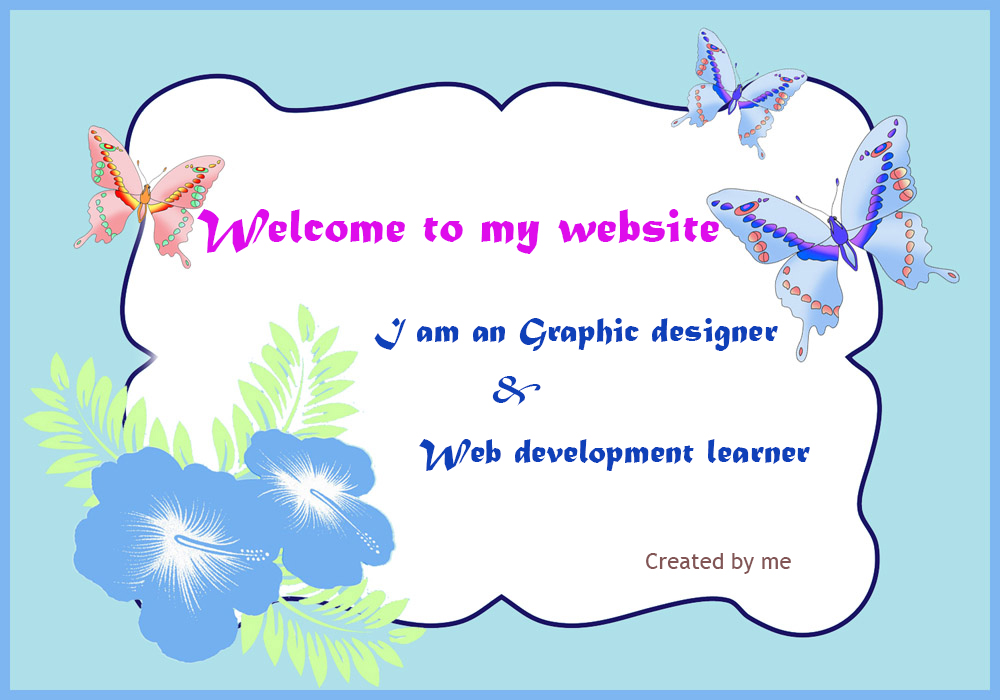 Welcome to my website
I am an Graphic designer
&
Web development learner
Created by me